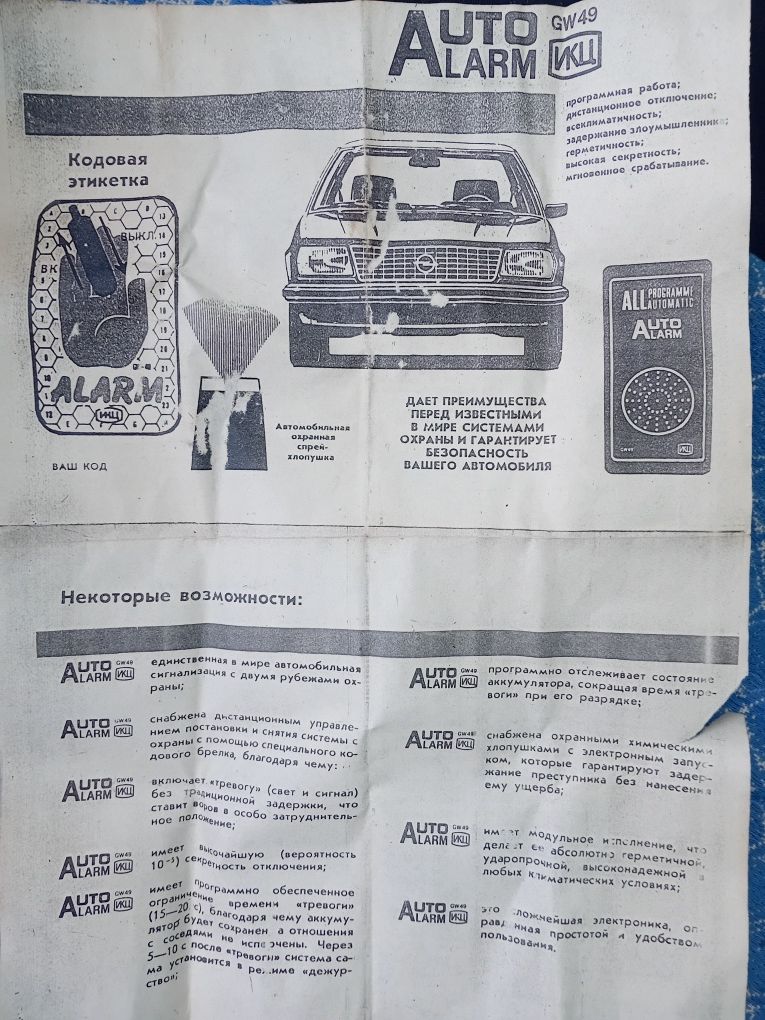 AUTO ALARM GW49 ИКЦ
программная работа;
дистанционное отключение;
всеклиматичность;
задержание злоумышленника;
герметичность;
высокая секретность;
мгновенное срабатывание.
Кодовая
этикетка
ВЫКЛ.
ВК
ALARM
ИКЦ
ВАШ КОД
Автомобильная
охранная
спрей-
хлопушка
ALL PROGRAMME
AUTOMATIC
AUTO
ALARM
GW49 ИКЦ
ДАЕТ ПРЕИМУЩЕСТВА
ПЕРЕД ИЗВЕСТНЫМИ
В МИРЕ СИСТЕМАМИ
ОХРАНЫ И ГАРАНТИРУЕТ
БЕЗОПАСНОСТЬ
ВАШЕГО АВТОМОБИЛЯ
Некоторые возможности:
AUTO ALARM GW49 ИКЦ
единственная в мире автомобильная
сигнализация с двумя рубежами ох-
раны;
AUTO ALARM GW49 ИКЦ
снабжена дистанционным управле-
нием постановки и снятия системы с
охраны с помощью специального ко-
дового брелка, благодаря чему:
AUTO ALARM GW49 ИКЦ
включает «тревогу» (свет и сигнал)
без традиционной задержки, что
ставит воров в особо затруднитель-
ное положение;
AUTO ALARM GW49 ИКЦ
имеет высочайшую (вероятность
10⁻⁵) секретность отключения;
AUTO ALARM GW49 ИКЦ
имеет программно обеспеченное
ограничение времени «тревоги»
(15—20 с), благодаря чему аккуму-
лятор будет сохранен а отношения
с соседями не испорчены. Через
5—10 с после «тревоги» система са-
ма установится в режиме «дежур-
ство»;
AUTO ALARM GW49 ИКЦ
программно отслеживает состояние
аккумулятора, сокращая время «тре-
воги» при его разрядке;
AUTO ALARM GW49 ИКЦ
снабжена охранными химическими
хлопушками с электронным запус-
ком, которые гарантируют задер-
жание преступника без нанесения
ему ущерба;
AUTO ALARM GW49 ИКЦ
имеет модульное исполнение, что
делает ее абсолютно герметичной,
ударопрочной, высоконадежной в
любых климатических условиях;
AUTO ALARM GW49 ИКЦ
это сложнейшая электроника, оп-
равданная простотой и удобством
пользования.